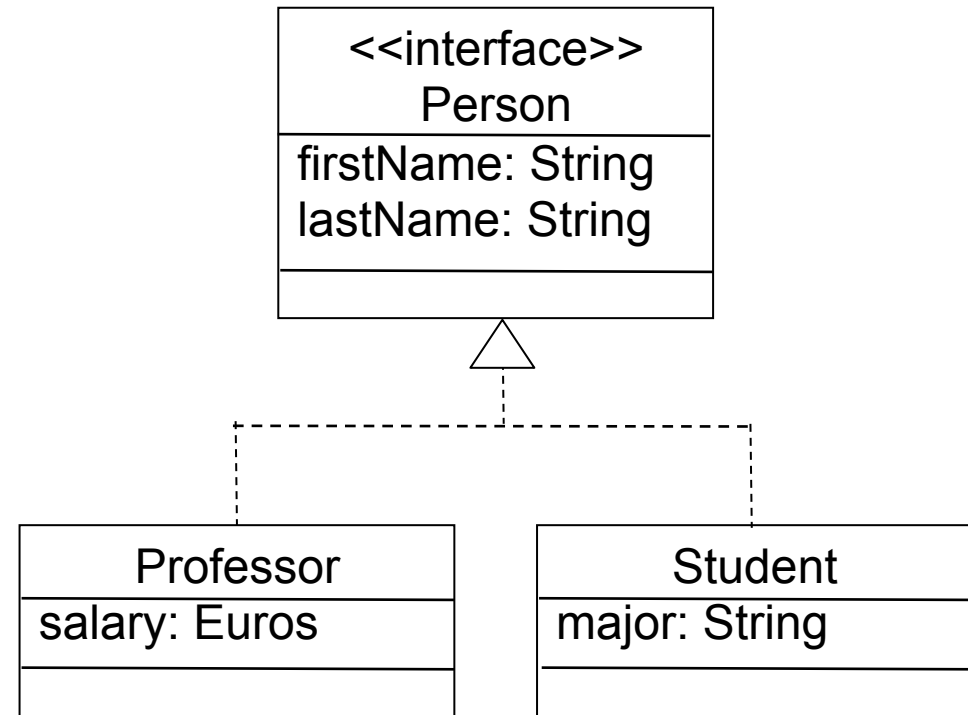 <<interface>>
Person
firstName: String
lastName: String
Professor
salary: Euros
Student
major: String